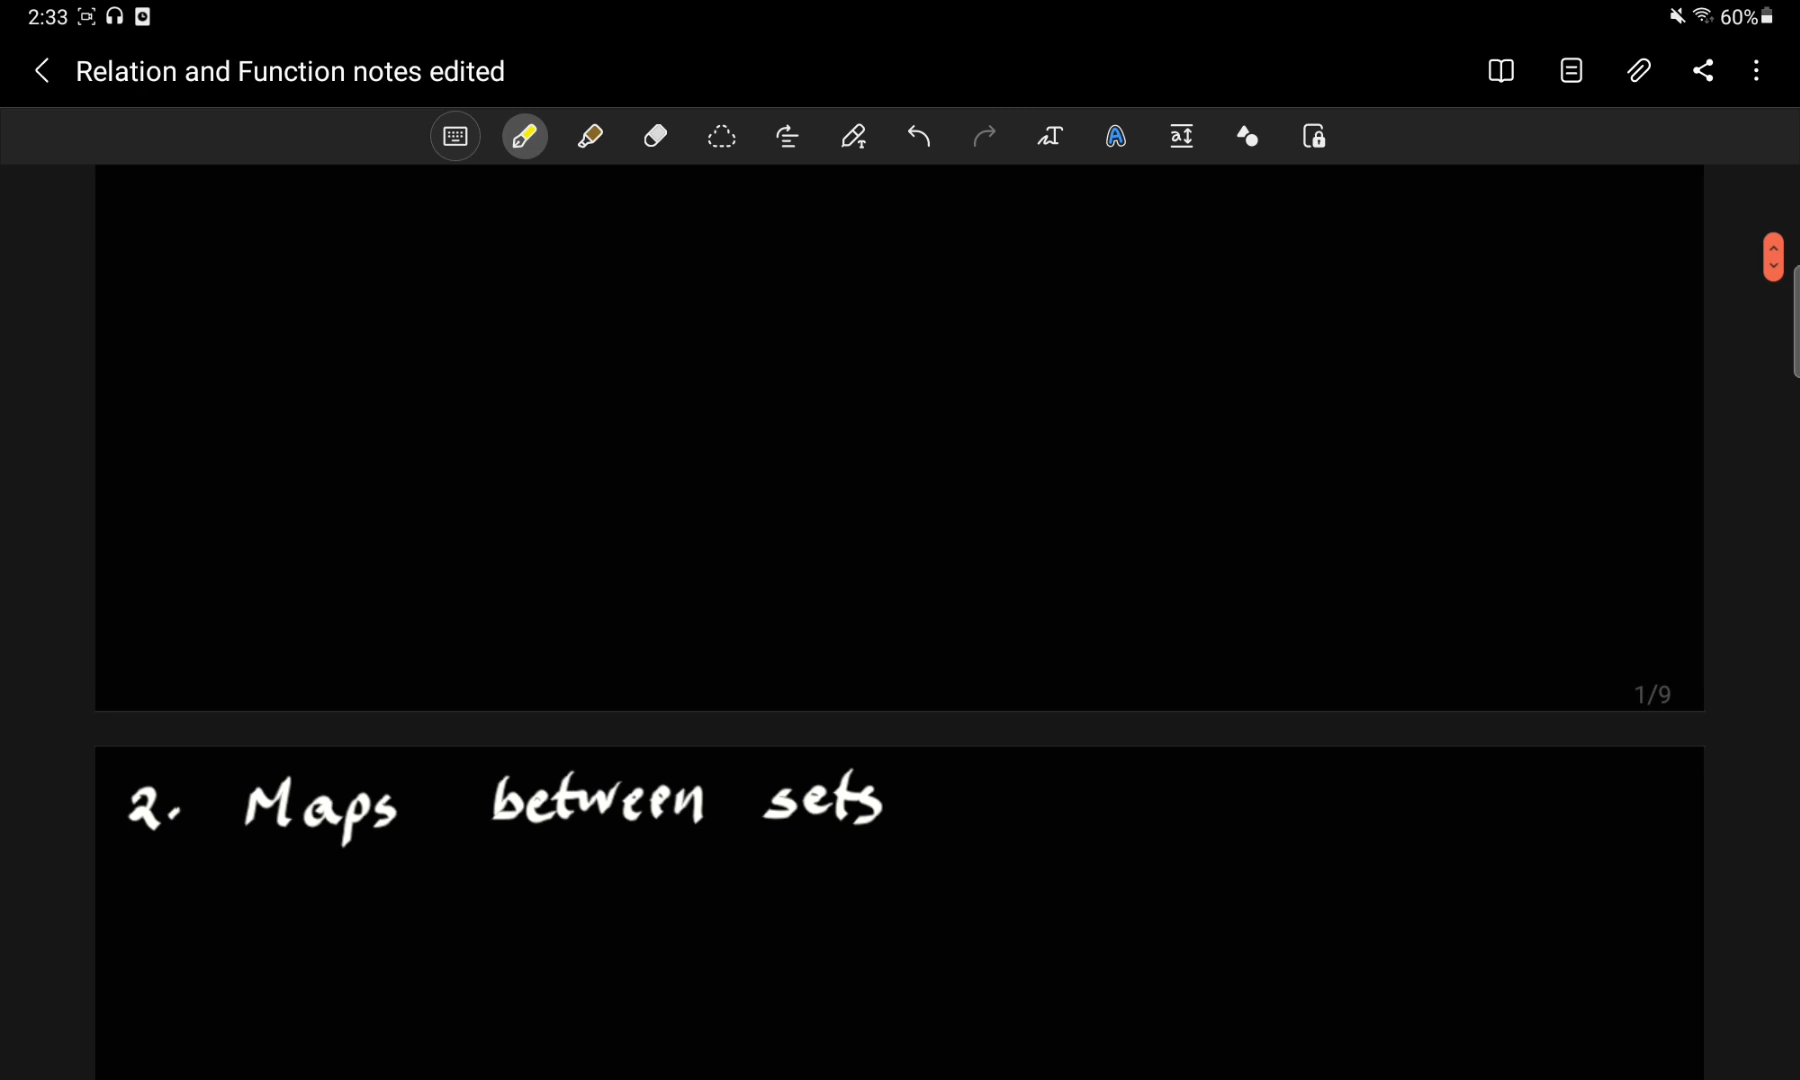 2:33 60%
Relation and Function notes edited
1/9
2. Maps between sets